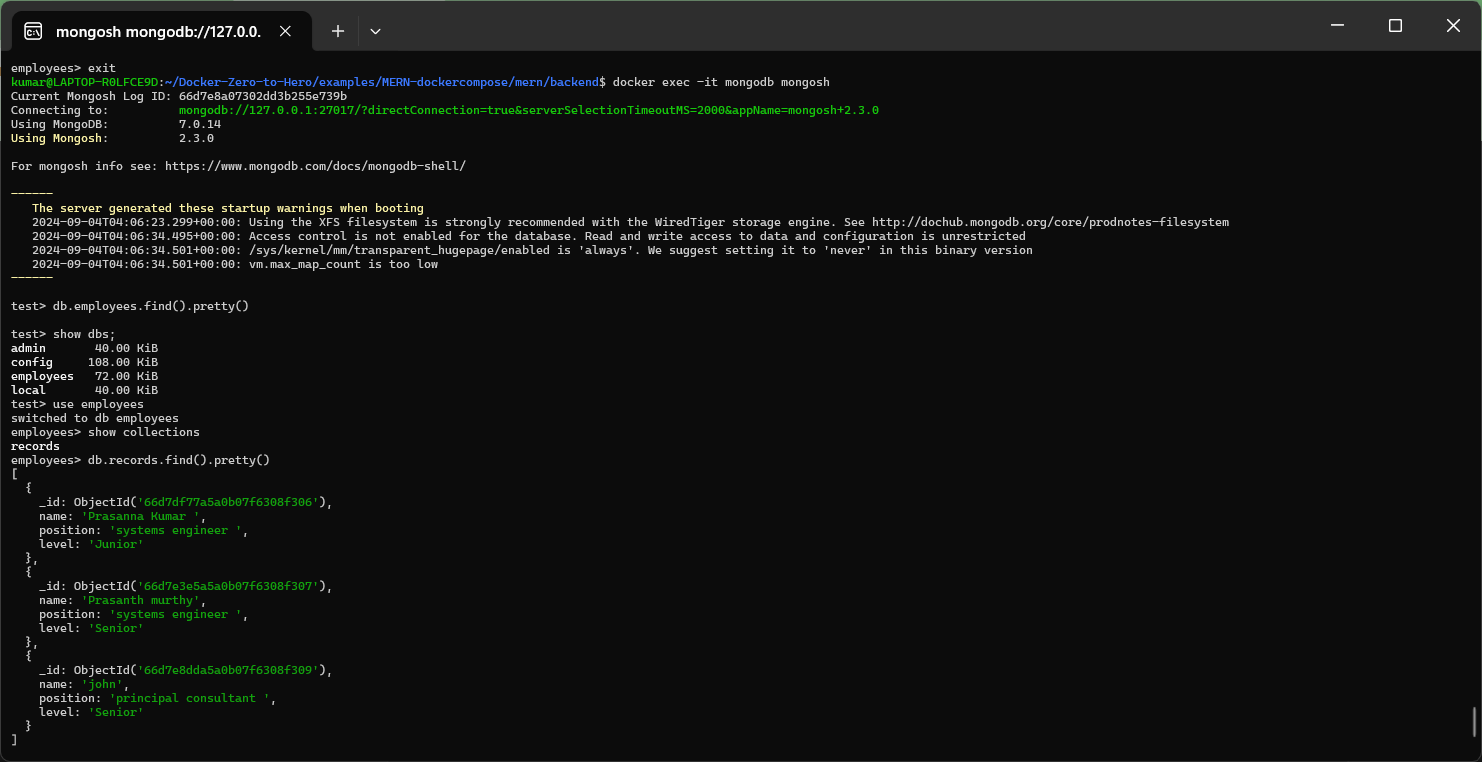 mongosh mongodb://127.0.0.
employees> exit
kumar@LAPTOP-R0LFCE9D:~/Docker-Zero-to-Hero/examples/MERN-dockercompose/mern/backend$ docker exec -it mongodb mongosh
Current Mongosh Log ID: 66d7e8a07302dd3b255e739b
Connecting to:          mongodb://127.0.0.1:27017/?directConnection=true&serverSelectionTimeoutMS=2000&appName=mongosh+2.3.0
Using MongoDB:          7.0.14
Using Mongosh:          2.3.0
For mongosh info see: https://www.mongodb.com/docs/mongodb-shell/
------
   The server generated these startup warnings when booting
   2024-09-04T04:06:23.299+00:00: Using the XFS filesystem is strongly recommended with the WiredTiger storage engine. See http://dochub.mongodb.org/core/prodnotes-filesystem
   2024-09-04T04:06:34.495+00:00: Access control is not enabled for the database. Read and write access to data and configuration is unrestricted
   2024-09-04T04:06:34.501+00:00: /sys/kernel/mm/transparent_hugepage/enabled is 'always'. We suggest setting it to 'never' in this binary version
   2024-09-04T04:06:34.501+00:00: vm.max_map_count is too low
------
test> db.employees.find().pretty()
test> show dbs;
admin       40.00 KiB
config     108.00 KiB
employees   72.00 KiB
local       40.00 KiB
test> use employees
switched to db employees
employees> show collections
records
employees> db.records.find().pretty()
[
  {
    _id: ObjectId('66d7df77a5a0b07f6308f306'),
    name: 'Prasanna Kumar ',
    position: 'systems engineer ',
    level: 'Junior'
  },
  {
    _id: ObjectId('66d7e3e5a5a0b07f6308f307'),
    name: 'Prasanth murthy',
    position: 'systems engineer ',
    level: 'Senior'
  },
  {
    _id: ObjectId('66d7e8dda5a0b07f6308f309'),
    name: 'john',
    position: 'principal consultant ',
    level: 'Senior'
  }
]